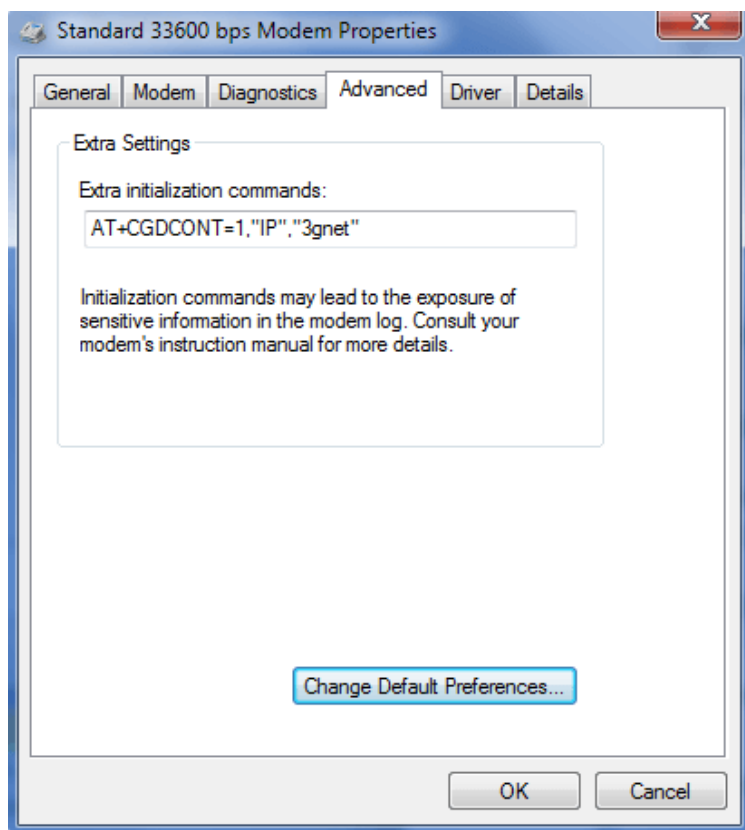 Standard 33600 bps Modem Properties
X
General Modem Diagnostics Advanced Driver Details
Extra Settings
Extra initialization commands:
AT+CGDCONT=1,"IP","3gnet"
Initialization commands may lead to the exposure of
sensitive information in the modem log. Consult your
modem's instruction manual for more details.
Change Default Preferences...
OK Cancel